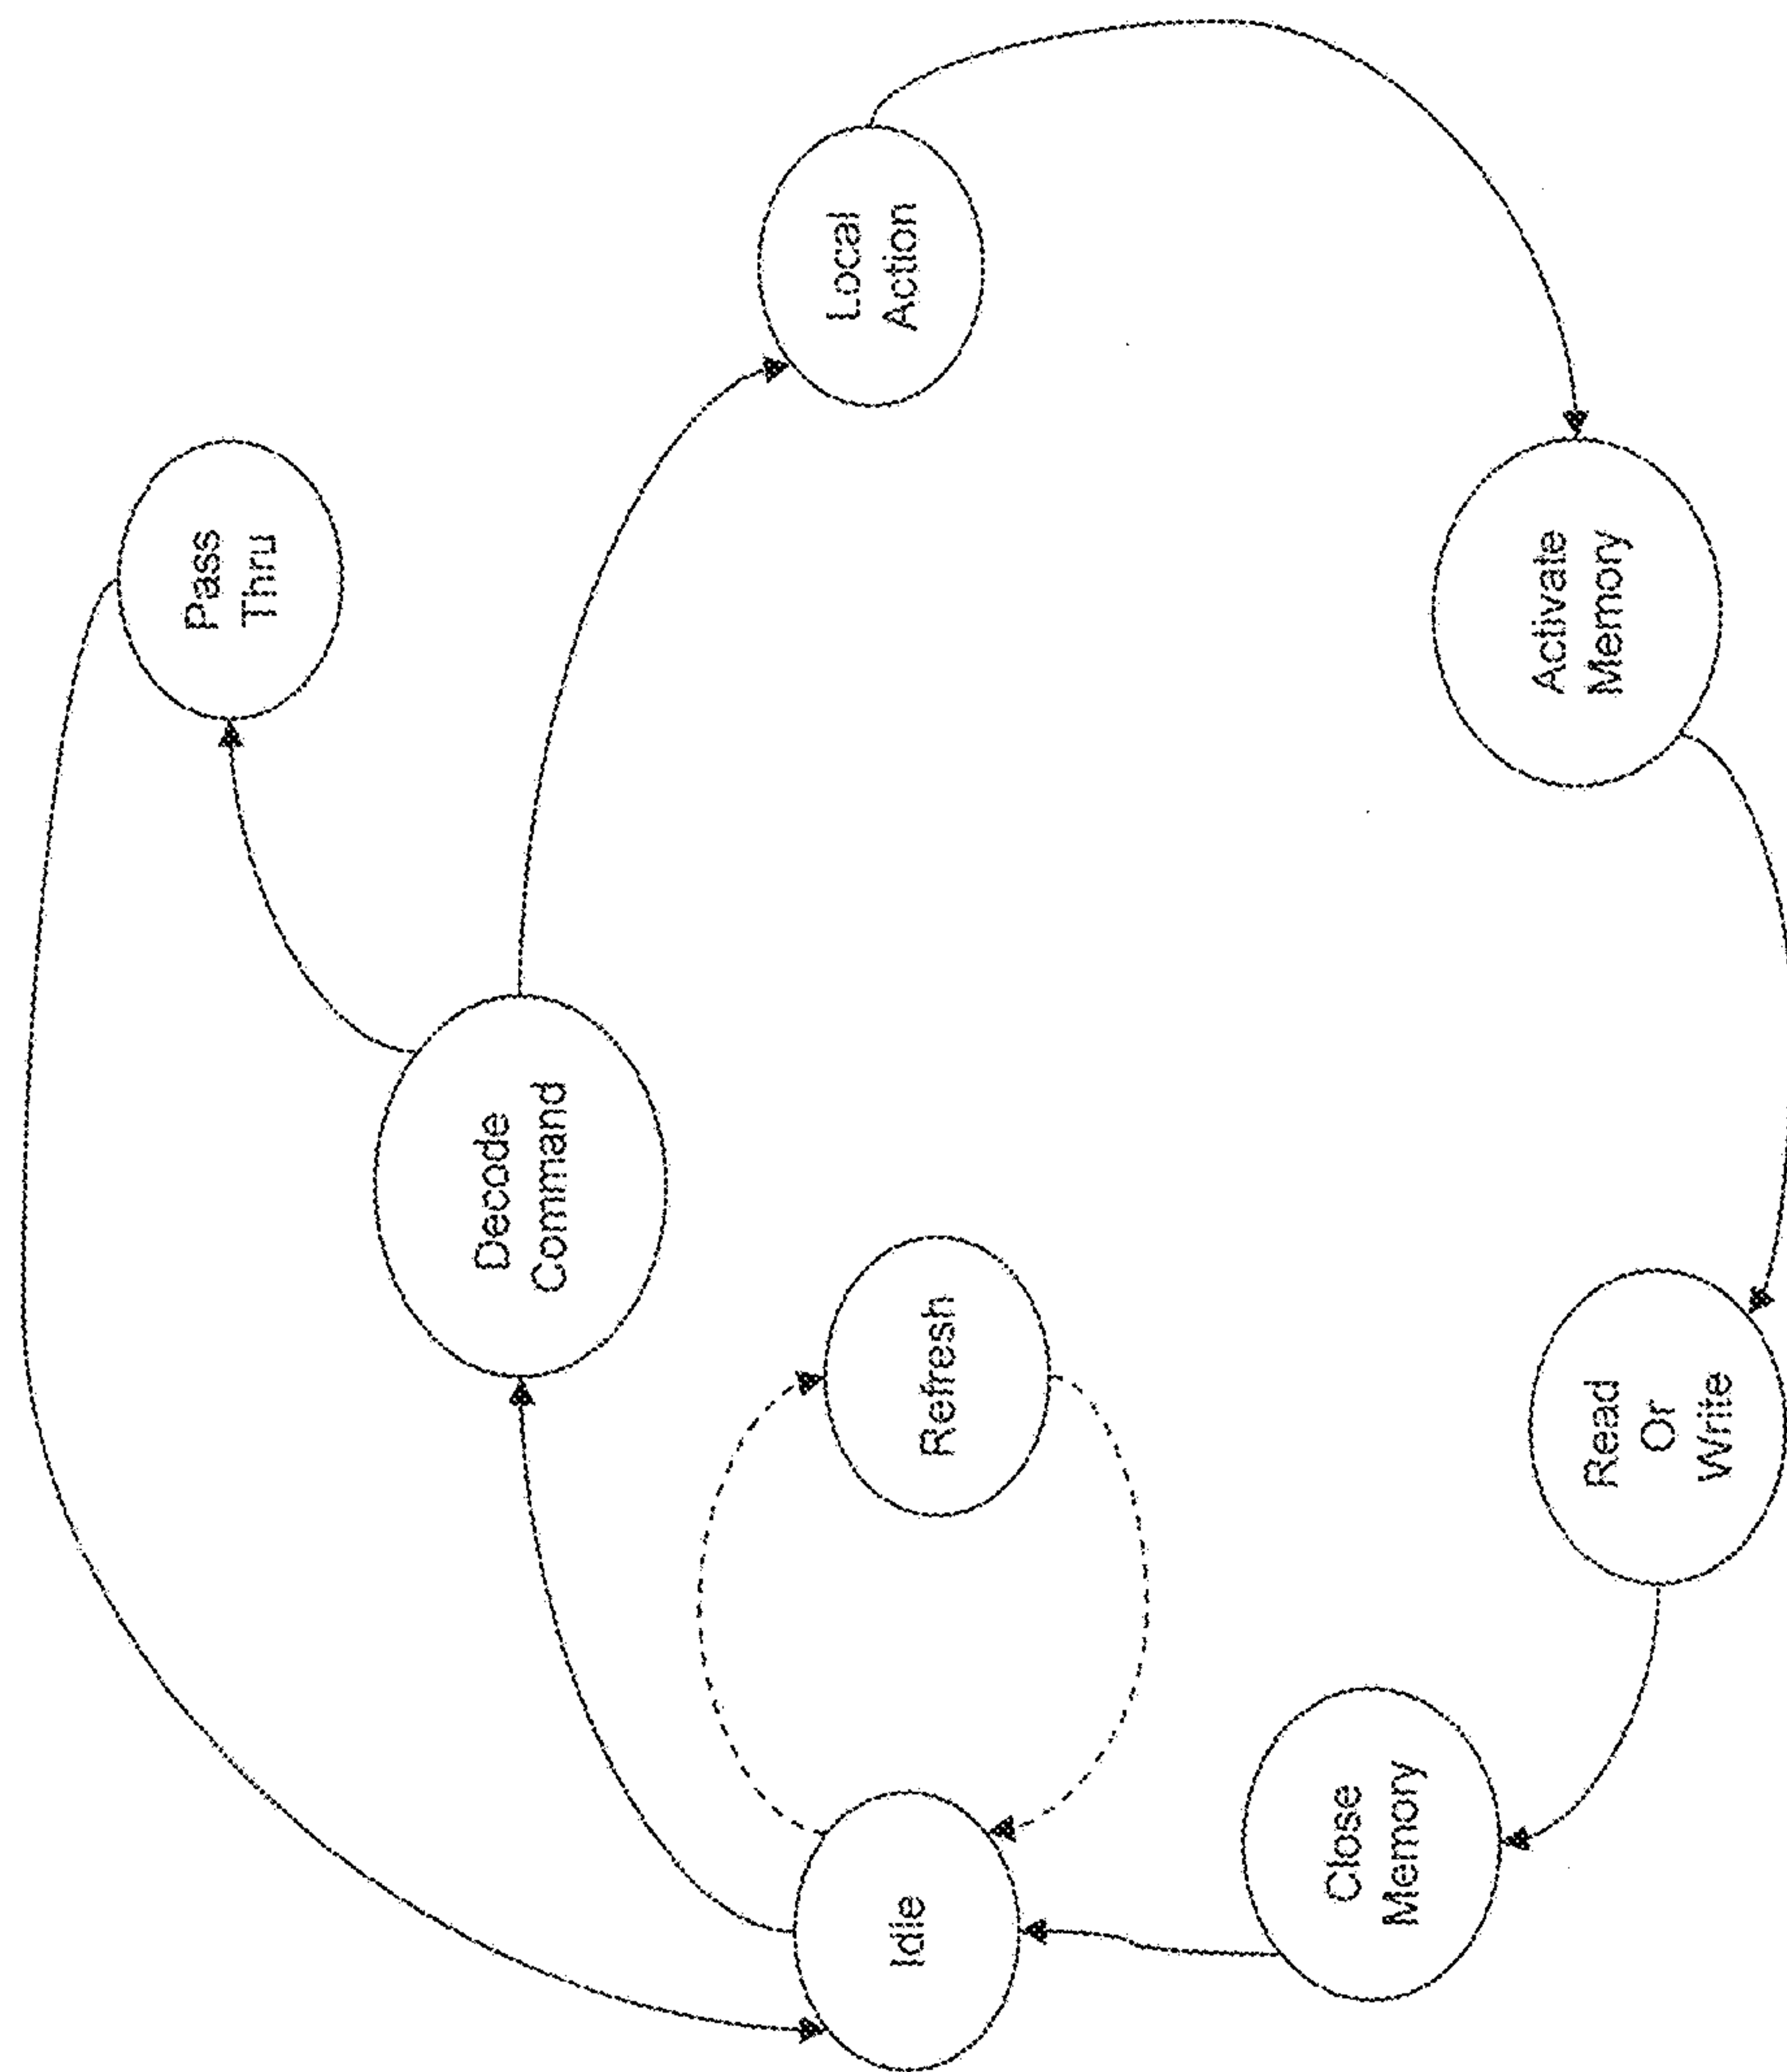 Pass
Thru
Decode
Command
Local
Action
Refresh
Idle
Close
Memory
Activate
Memory
Read
Or
Write